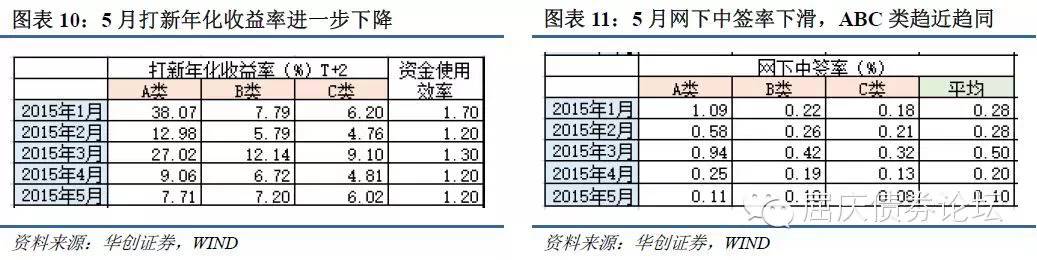 图表 10：5 月打新年化收益率进一步下降
打新年化收益率（%）T+2 资金使用效率
A类 B类 C类
2015年1月 38.07 7.79 6.20 1.70
2015年2月 12.98 5.79 4.76 1.20
2015年3月 27.02 12.14 9.10 1.30
2015年4月 9.06 6.72 4.81 1.20
2015年5月 7.71 7.20 6.02 1.20
资料来源：华创证券，WIND
图表 11：5 月网下中签率下滑，ABC 类趋近趋同
网下中签率（%）
A类 B类 C类 平均
2015年1月 1.09 0.22 0.18 0.28
2015年2月 0.58 0.26 0.21 0.28
2015年3月 0.94 0.42 0.32 0.50
2015年4月 0.25 0.19 0.13 0.20
2015年5月 0.11 0.08 0.10
屈庆债券论坛
资料来源：华创证券，WIND